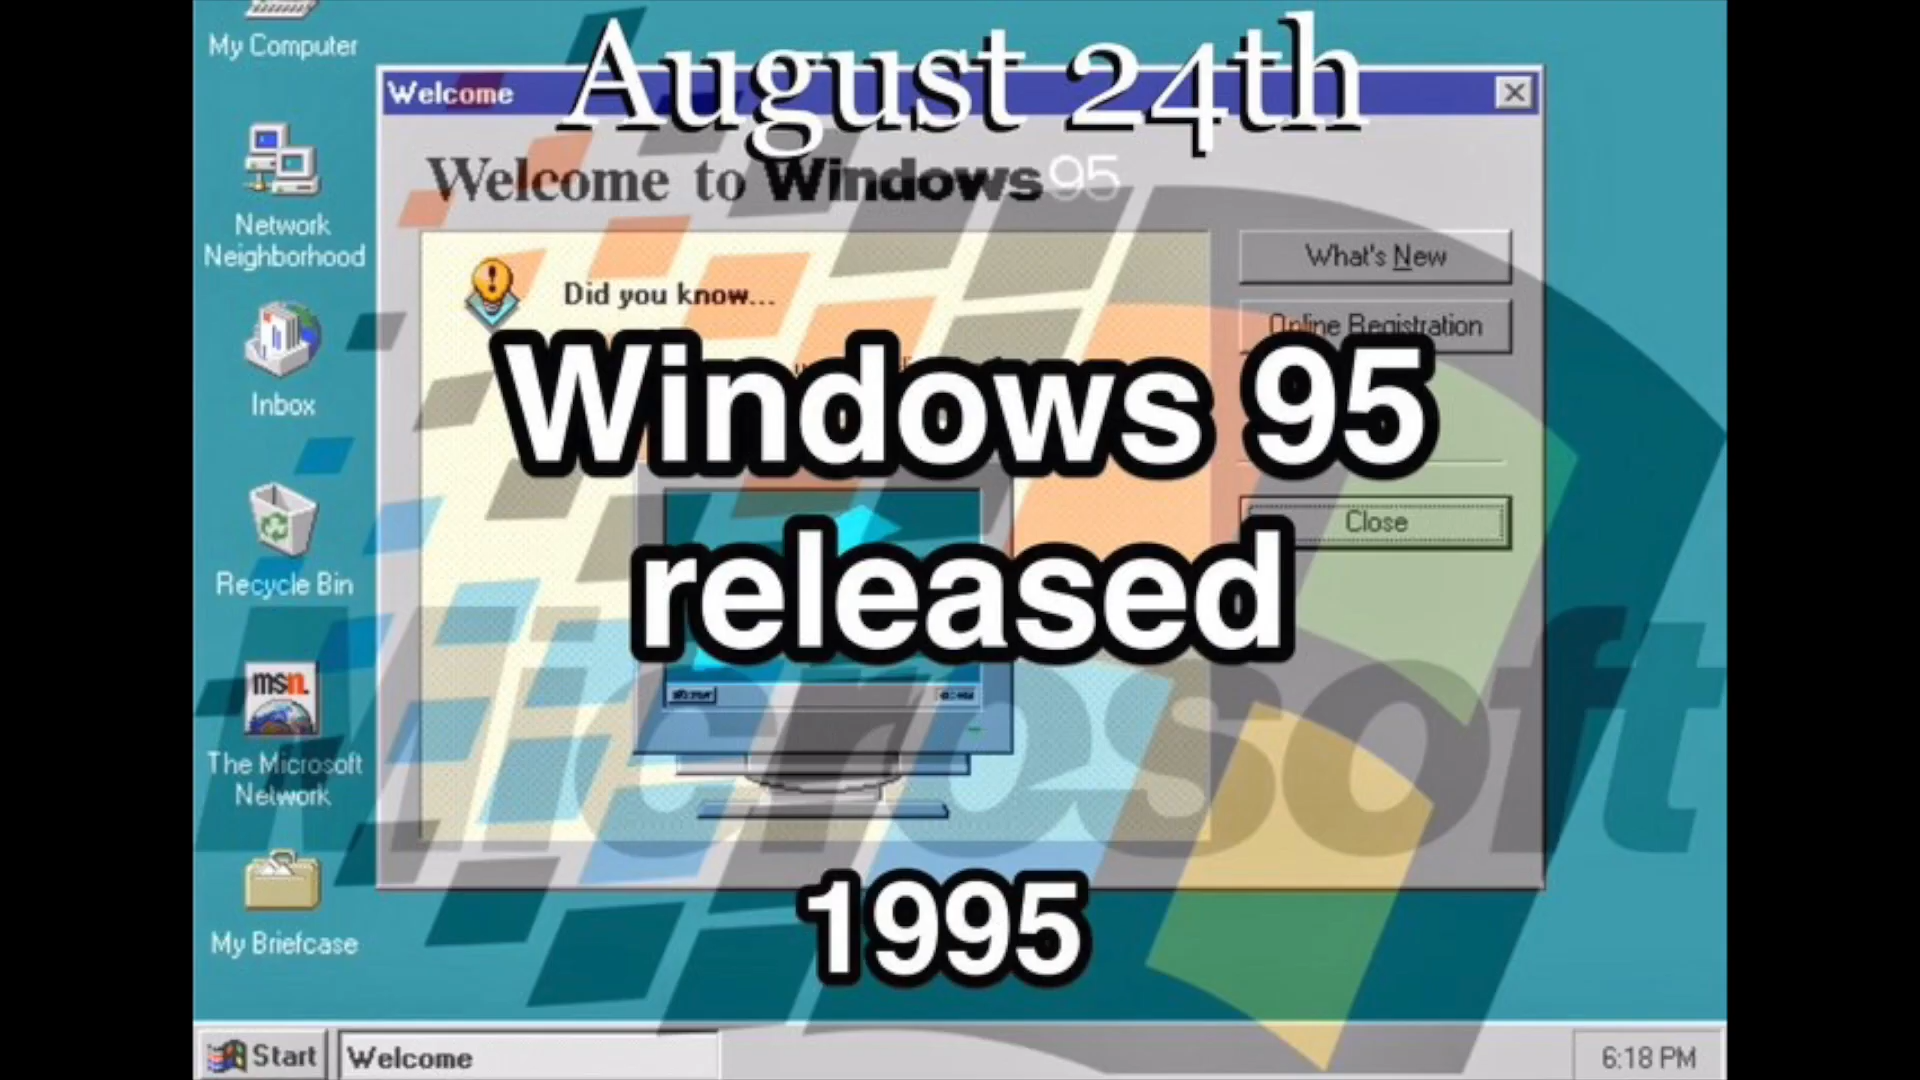 August 24th
My Computer
Welcome
Welcome to Windows 95
Network
Neighborhood
What's New
Did you know...
Online Registration
Inbox
Windows 95
released
Close
Recycle Bin
msn.
Microsoft
The Microsoft
Network
1995
My Briefcase
Start
Welcome
6:18 PM